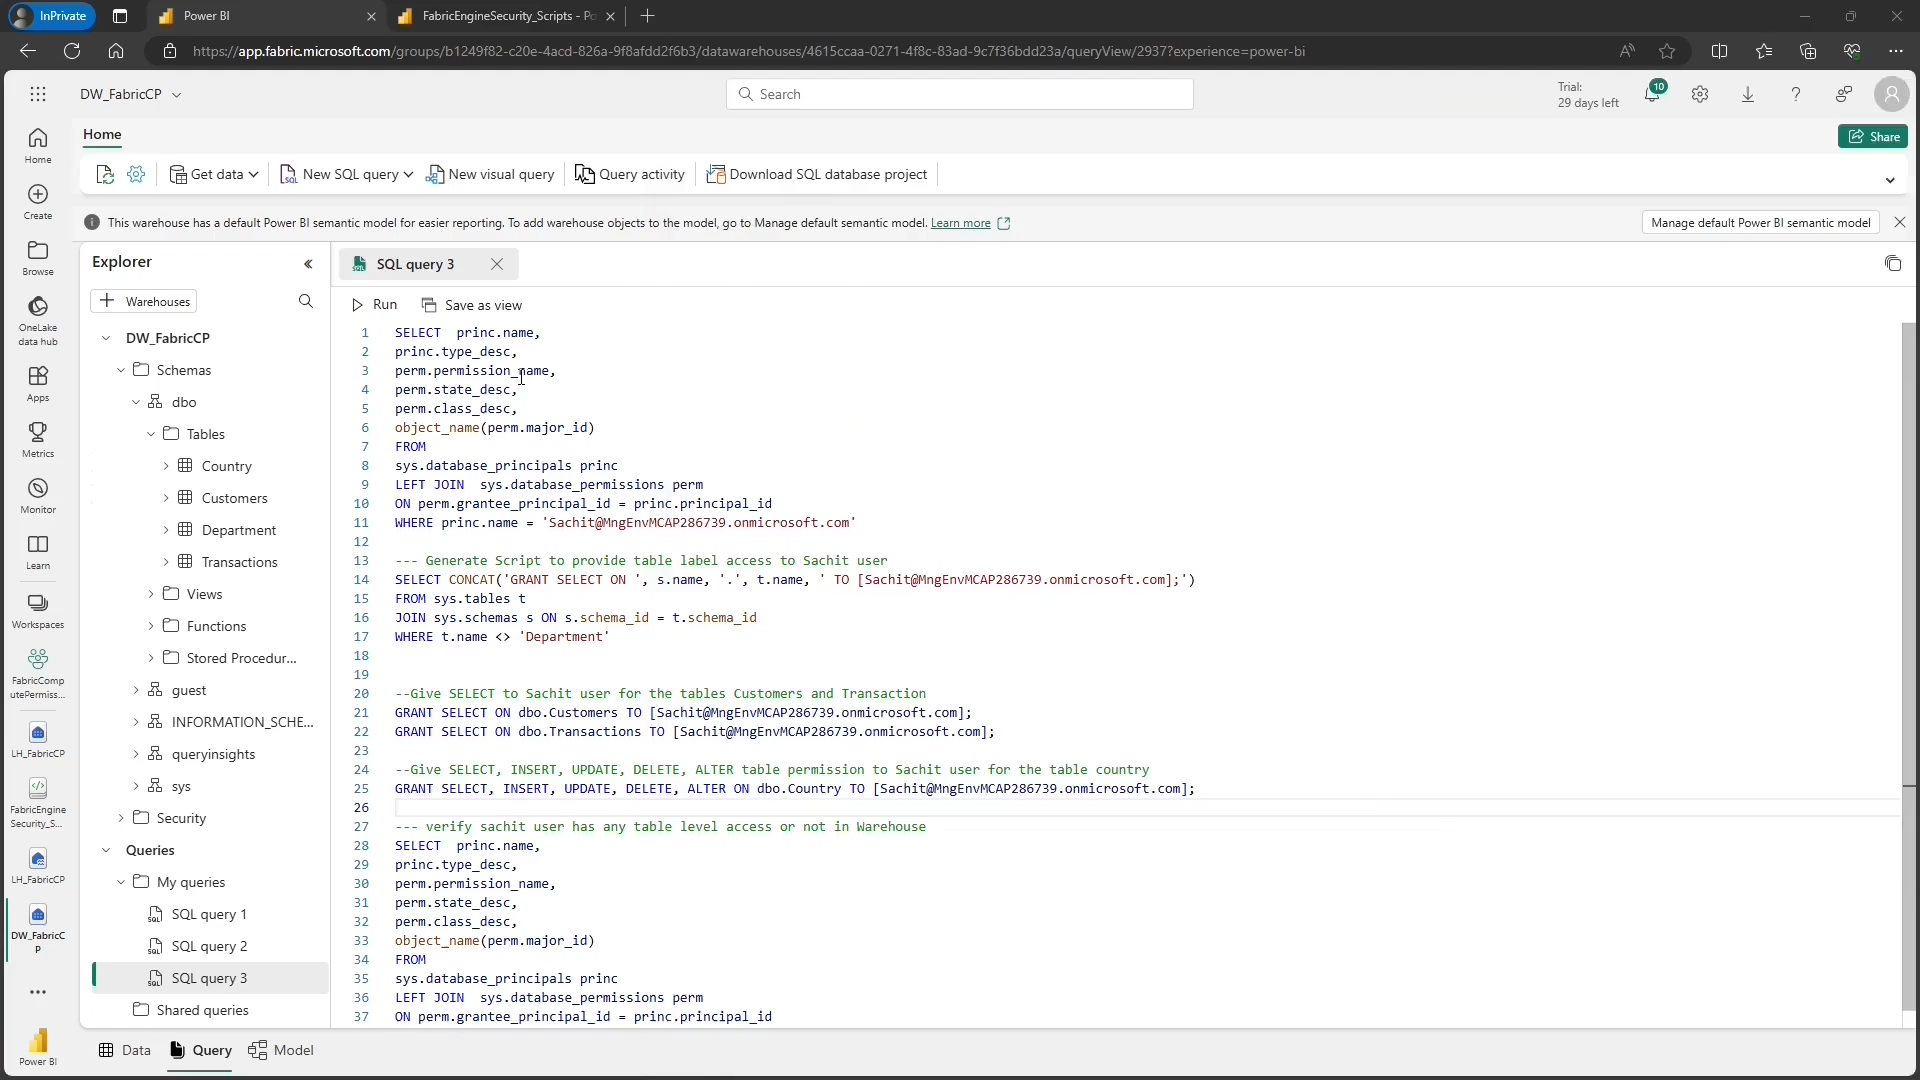 InPrivate
Power BI
FabricEngineSecurity_Scripts - Po
https://app.fabric.microsoft.com/groups/b1249f82-c20e-4acd-826a-9f8afdd2f6b3/datawarehouses/4615ccaa-0271-4f8c-83ad-9c7f36bdd23a/queryView/2937?experience=power-bi
DW_FabricCP
Search
Trial:
29 days left
10
Home
Share
Get data
New SQL query
New visual query
Query activity
Download SQL database project
This warehouse has a default Power BI semantic model for easier reporting. To add warehouse objects to the model, go to Manage default semantic model. Learn more
Manage default Power BI semantic model
Home
Create
Browse
OneLake
data hub
Apps
Metrics
Monitor
Learn
Workspaces
FabricComp
utePermiss...
LH_FabricCP
FabricEngine
Security_S...
LH_FabricCP
DW_FabricC
P
Power BI
Explorer
Warehouses
DW_FabricCP
Schemas
dbo
Tables
Country
Customers
Department
Transactions
Views
Functions
Stored Procedur...
guest
INFORMATION_SCHE...
queryinsights
sys
Security
Queries
My queries
SQL query 1
SQL query 2
SQL query 3
Shared queries
SQL query 3
Run
Save as view
1 SELECT  princ.name,
2 princ.type_desc,
3 perm.permission_name,
4 perm.state_desc,
5 perm.class_desc,
6 object_name(perm.major_id)
7 FROM
8 sys.database_principals princ
9 LEFT JOIN  sys.database_permissions perm
10 ON perm.grantee_principal_id = princ.principal_id
11 WHERE princ.name = 'Sachit@MngEnvMCAP286739.onmicrosoft.com'
12
13 --- Generate Script to provide table label access to Sachit user
14 SELECT CONCAT('GRANT SELECT ON ', s.name, '.', t.name, ' TO [Sachit@MngEnvMCAP286739.onmicrosoft.com];')
15 FROM sys.tables t
16 JOIN sys.schemas s ON s.schema_id = t.schema_id
17 WHERE t.name <> 'Department'
18
19
20 --Give SELECT to Sachit user for the tables Customers and Transaction
21 GRANT SELECT ON dbo.Customers TO [Sachit@MngEnvMCAP286739.onmicrosoft.com];
22 GRANT SELECT ON dbo.Transactions TO [Sachit@MngEnvMCAP286739.onmicrosoft.com];
23
24 --Give SELECT, INSERT, UPDATE, DELETE, ALTER table permission to Sachit user for the table country
25 GRANT SELECT, INSERT, UPDATE, DELETE, ALTER ON dbo.Country TO [Sachit@MngEnvMCAP286739.onmicrosoft.com];
26
27 --- verify sachit user has any table level access or not in Warehouse
28 SELECT  princ.name,
29 princ.type_desc,
30 perm.permission_name,
31 perm.state_desc,
32 perm.class_desc,
33 object_name(perm.major_id)
34 FROM
35 sys.database_principals princ
36 LEFT JOIN  sys.database_permissions perm
37 ON perm.grantee_principal_id = princ.principal_id
Data
Query
Model